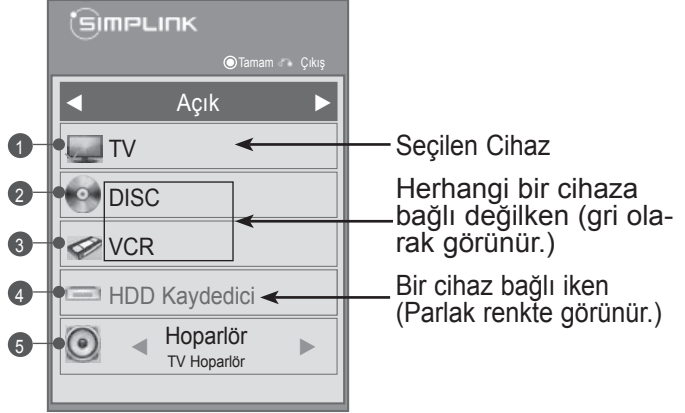 SIMPLINK
Tamam Çıkış
Açık
1 TV
Seçilen Cihaz
2 DISC
3 VCR
Herhangi bir cihaza
bağlı değilken (gri ola-
rak görünür.)
4 HDD Kaydedici
Bir cihaz bağlı iken
(Parlak renkte görünür.)
5 Hoparlör
TV Hoparlör